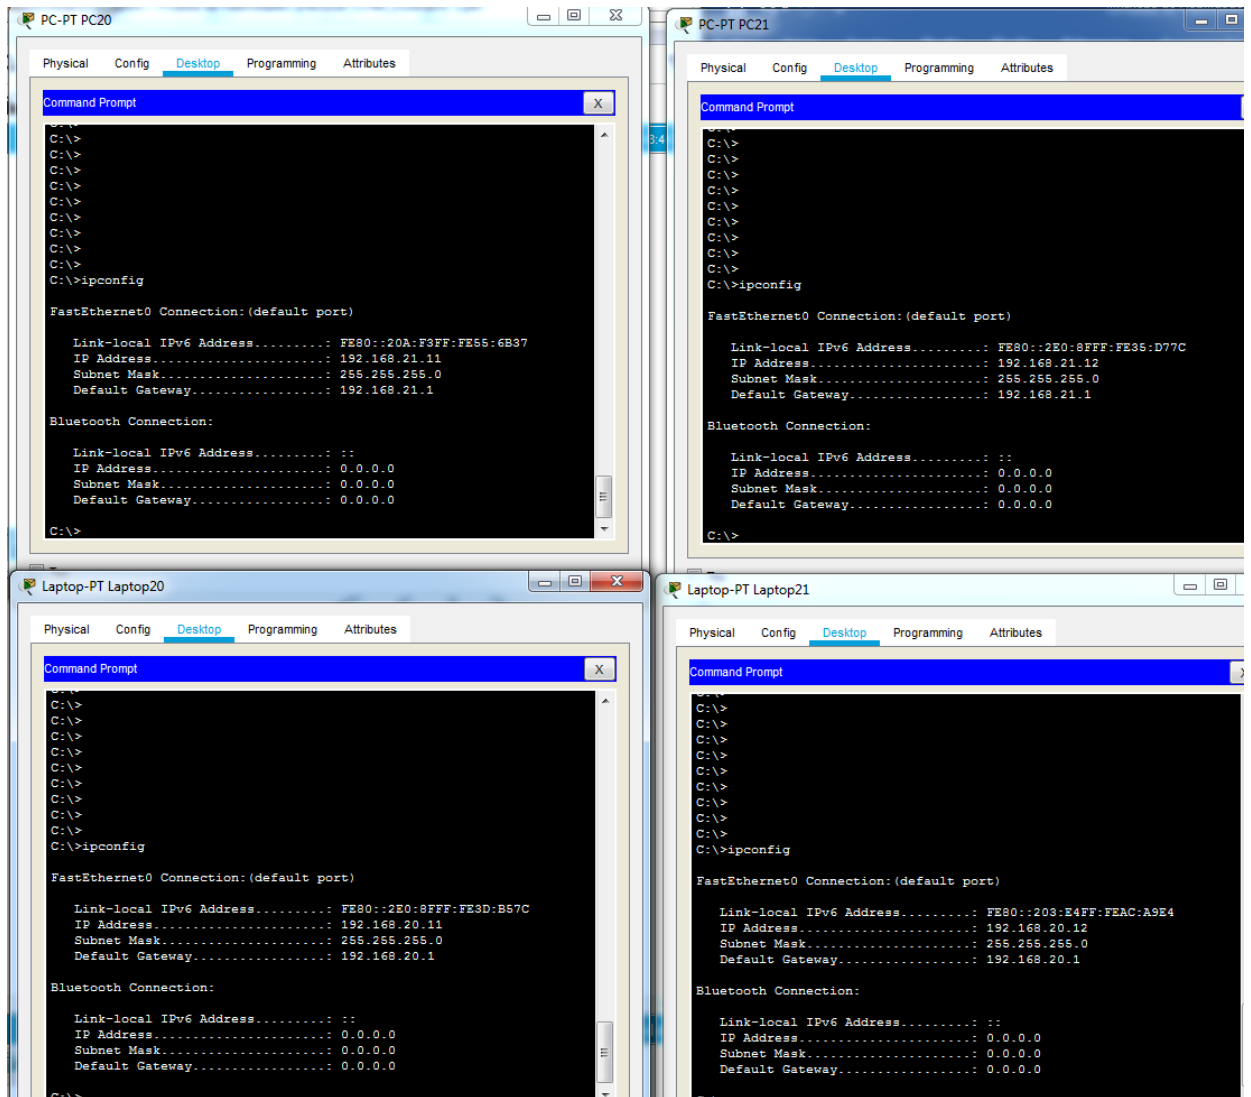 PC-PT PC20
Physical Config Desktop Programming Attributes
Command Prompt X
C:\>
C:\>
C:\>
C:\>
C:\>
C:\>
C:\>
C:\>
C:\>
C:\>ipconfig
FastEthernet0 Connection:(default port)
Link-local IPv6 Address.........: FE80::20A:F3FF:FE55:6B37
IP Address......................: 192.168.21.11
Subnet Mask.....................: 255.255.255.0
Default Gateway.................: 192.168.21.1
Bluetooth Connection:
Link-local IPv6 Address.........: ::
IP Address......................: 0.0.0.0
Subnet Mask.....................: 0.0.0.0
Default Gateway.................: 0.0.0.0
C:\>
PC-PT PC21
Physical Config Desktop Programming Attributes
Command Prompt
C:\>
C:\>
C:\>
C:\>
C:\>
C:\>
C:\>
C:\>
C:\>
C:\>ipconfig
FastEthernet0 Connection:(default port)
Link-local IPv6 Address.........: FE80::2E0:8FFF:FE35:D77C
IP Address......................: 192.168.21.12
Subnet Mask.....................: 255.255.255.0
Default Gateway.................: 192.168.21.1
Bluetooth Connection:
Link-local IPv6 Address.........: ::
IP Address......................: 0.0.0.0
Subnet Mask.....................: 0.0.0.0
Default Gateway.................: 0.0.0.0
C:\>
Laptop-PT Laptop20
Physical Config Desktop Programming Attributes
Command Prompt X
C:\>
C:\>
C:\>
C:\>
C:\>
C:\>
C:\>
C:\>
C:\>
C:\>ipconfig
FastEthernet0 Connection:(default port)
Link-local IPv6 Address.........: FE80::2E0:8FFF:FE3D:B57C
IP Address......................: 192.168.20.11
Subnet Mask.....................: 255.255.255.0
Default Gateway.................: 192.168.20.1
Bluetooth Connection:
Link-local IPv6 Address.........: ::
IP Address......................: 0.0.0.0
Subnet Mask.....................: 0.0.0.0
Default Gateway.................: 0.0.0.0
Laptop-PT Laptop21
Physical Config Desktop Programming Attributes
Command Prompt
C:\>
C:\>
C:\>
C:\>
C:\>
C:\>
C:\>
C:\>
C:\>
C:\>ipconfig
FastEthernet0 Connection:(default port)
Link-local IPv6 Address.........: FE80::203:E4FF:FEAC:A9E4
IP Address......................: 192.168.20.12
Subnet Mask.....................: 255.255.255.0
Default Gateway.................: 192.168.20.1
Bluetooth Connection:
Link-local IPv6 Address.........: ::
IP Address......................: 0.0.0.0
Subnet Mask.....................: 0.0.0.0
Default Gateway.................: 0.0.0.0